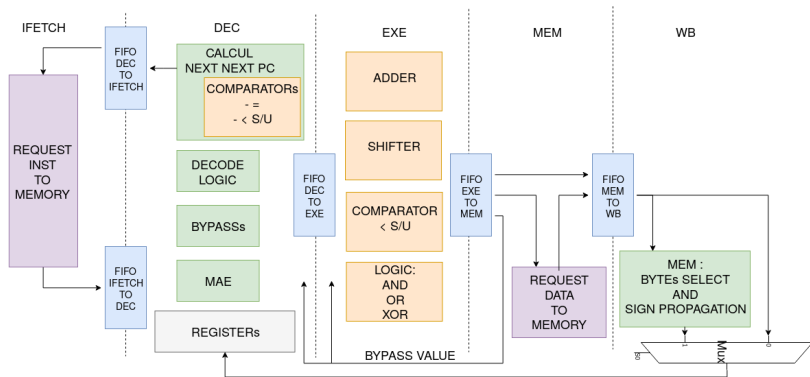 IFETCH
DEC
EXE
MEM
WB
FIFO
DEC
TO
IFETCH
CALCUL
NEXT NEXT PC
COMPARATORs
- =
- < S/U
ADDER
REQUEST
INST
TO
MEMORY
SHIFTER
DECODE
LOGIC
FIFO
DEC
TO
EXE
FIFO
EXE
TO
MEM
FIFO
MEM
TO
WB
BYPASSs
COMPARATOR
< S/U
FIFO
IFETCH
TO
DEC
MAE
LOGIC:
AND
OR
XOR
REQUEST
DATA
TO
MEMORY
MEM :
BYTEs SELECT
AND
SIGN PROPAGATION
REGISTERs
BYPASS VALUE
1
Mux
0
S0